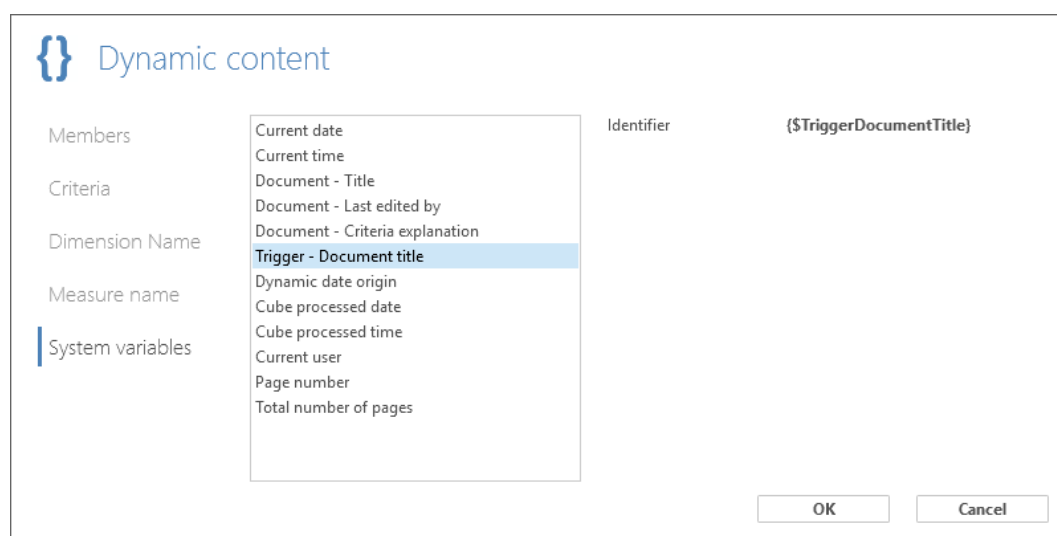 {} Dynamic content
Members
Criteria
Dimension Name
Measure name
System variables
Current date
Current time
Document - Title
Document - Last edited by
Document - Criteria explanation
Trigger - Document title
Dynamic date origin
Cube processed date
Cube processed time
Current user
Page number
Total number of pages
Identifier {$TriggerDocumentTitle}
OK Cancel